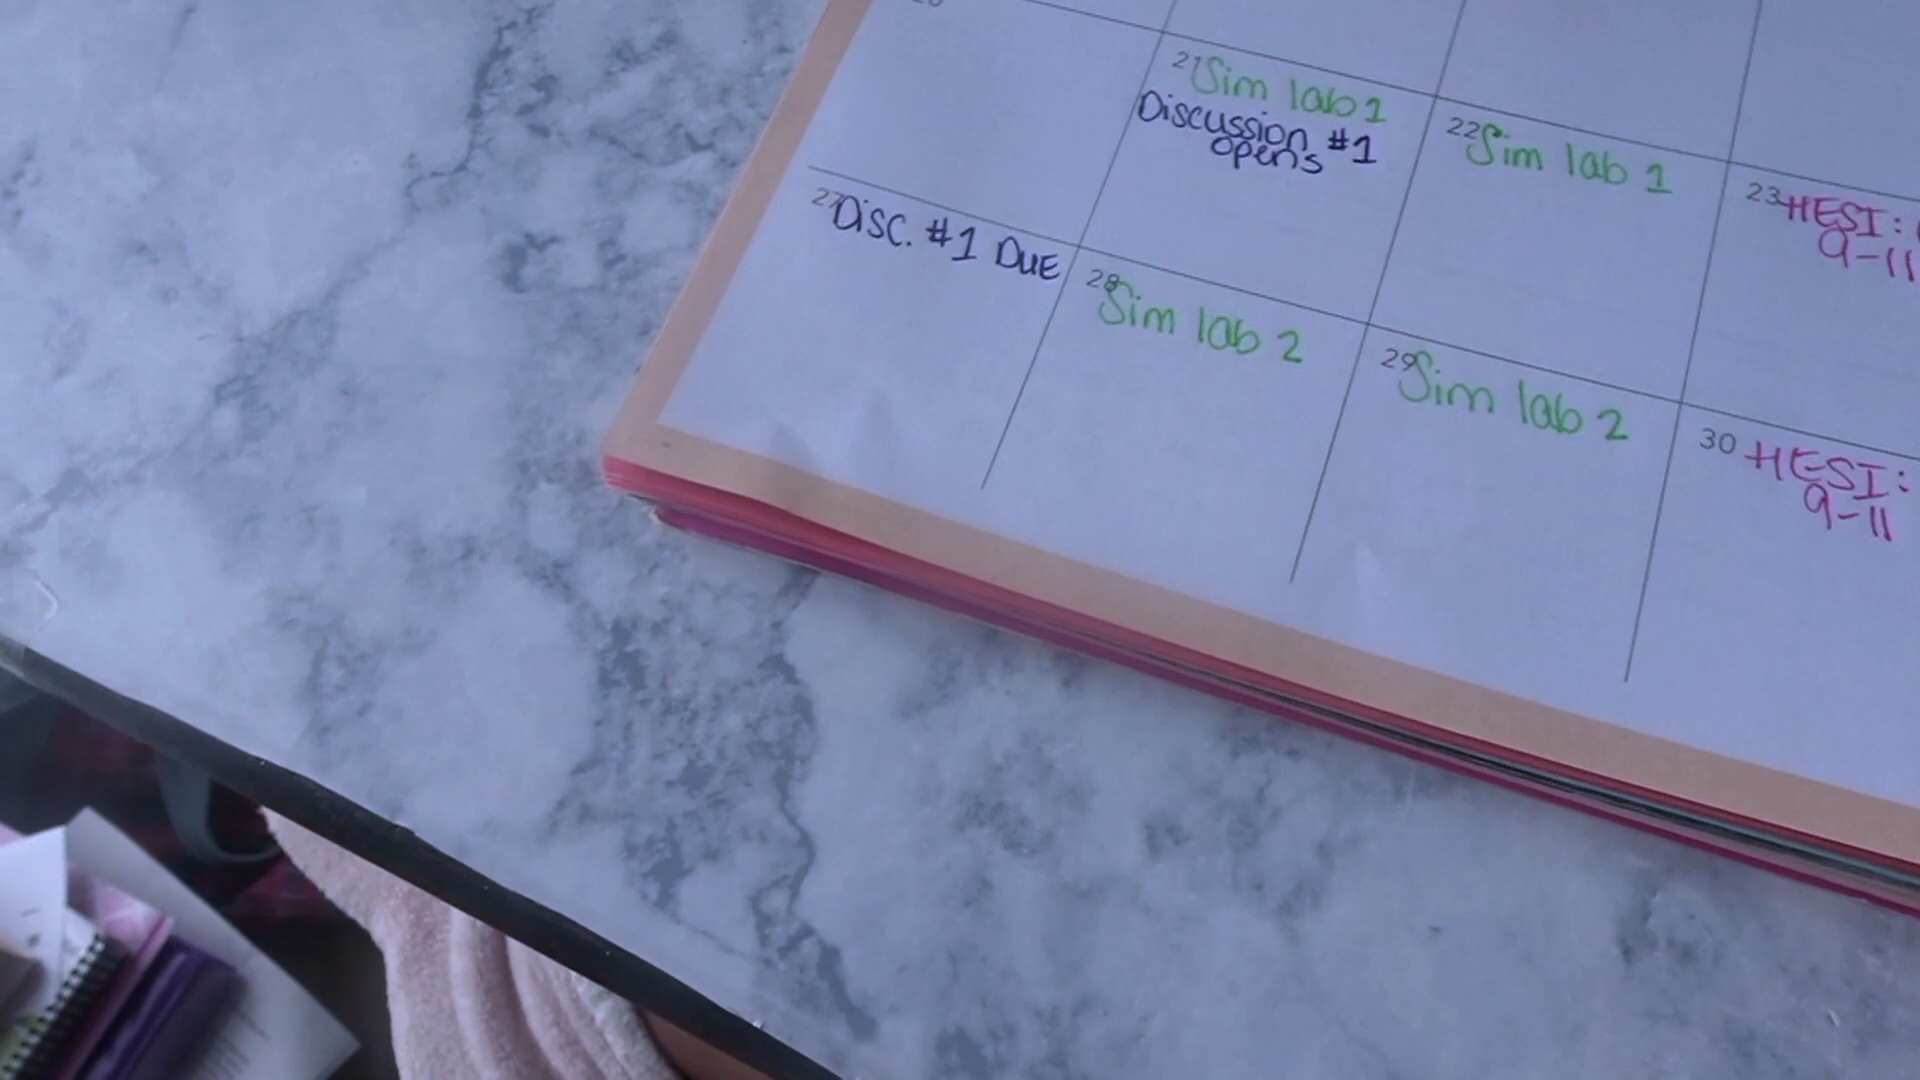 21 Sim lab 1
Discussion #1
opens
22 Sim lab 1
23 HESI:
9-11
27 Disc. #1 Due
28 Sim lab 2
29 Sim lab 2
30 HESI:
9-11